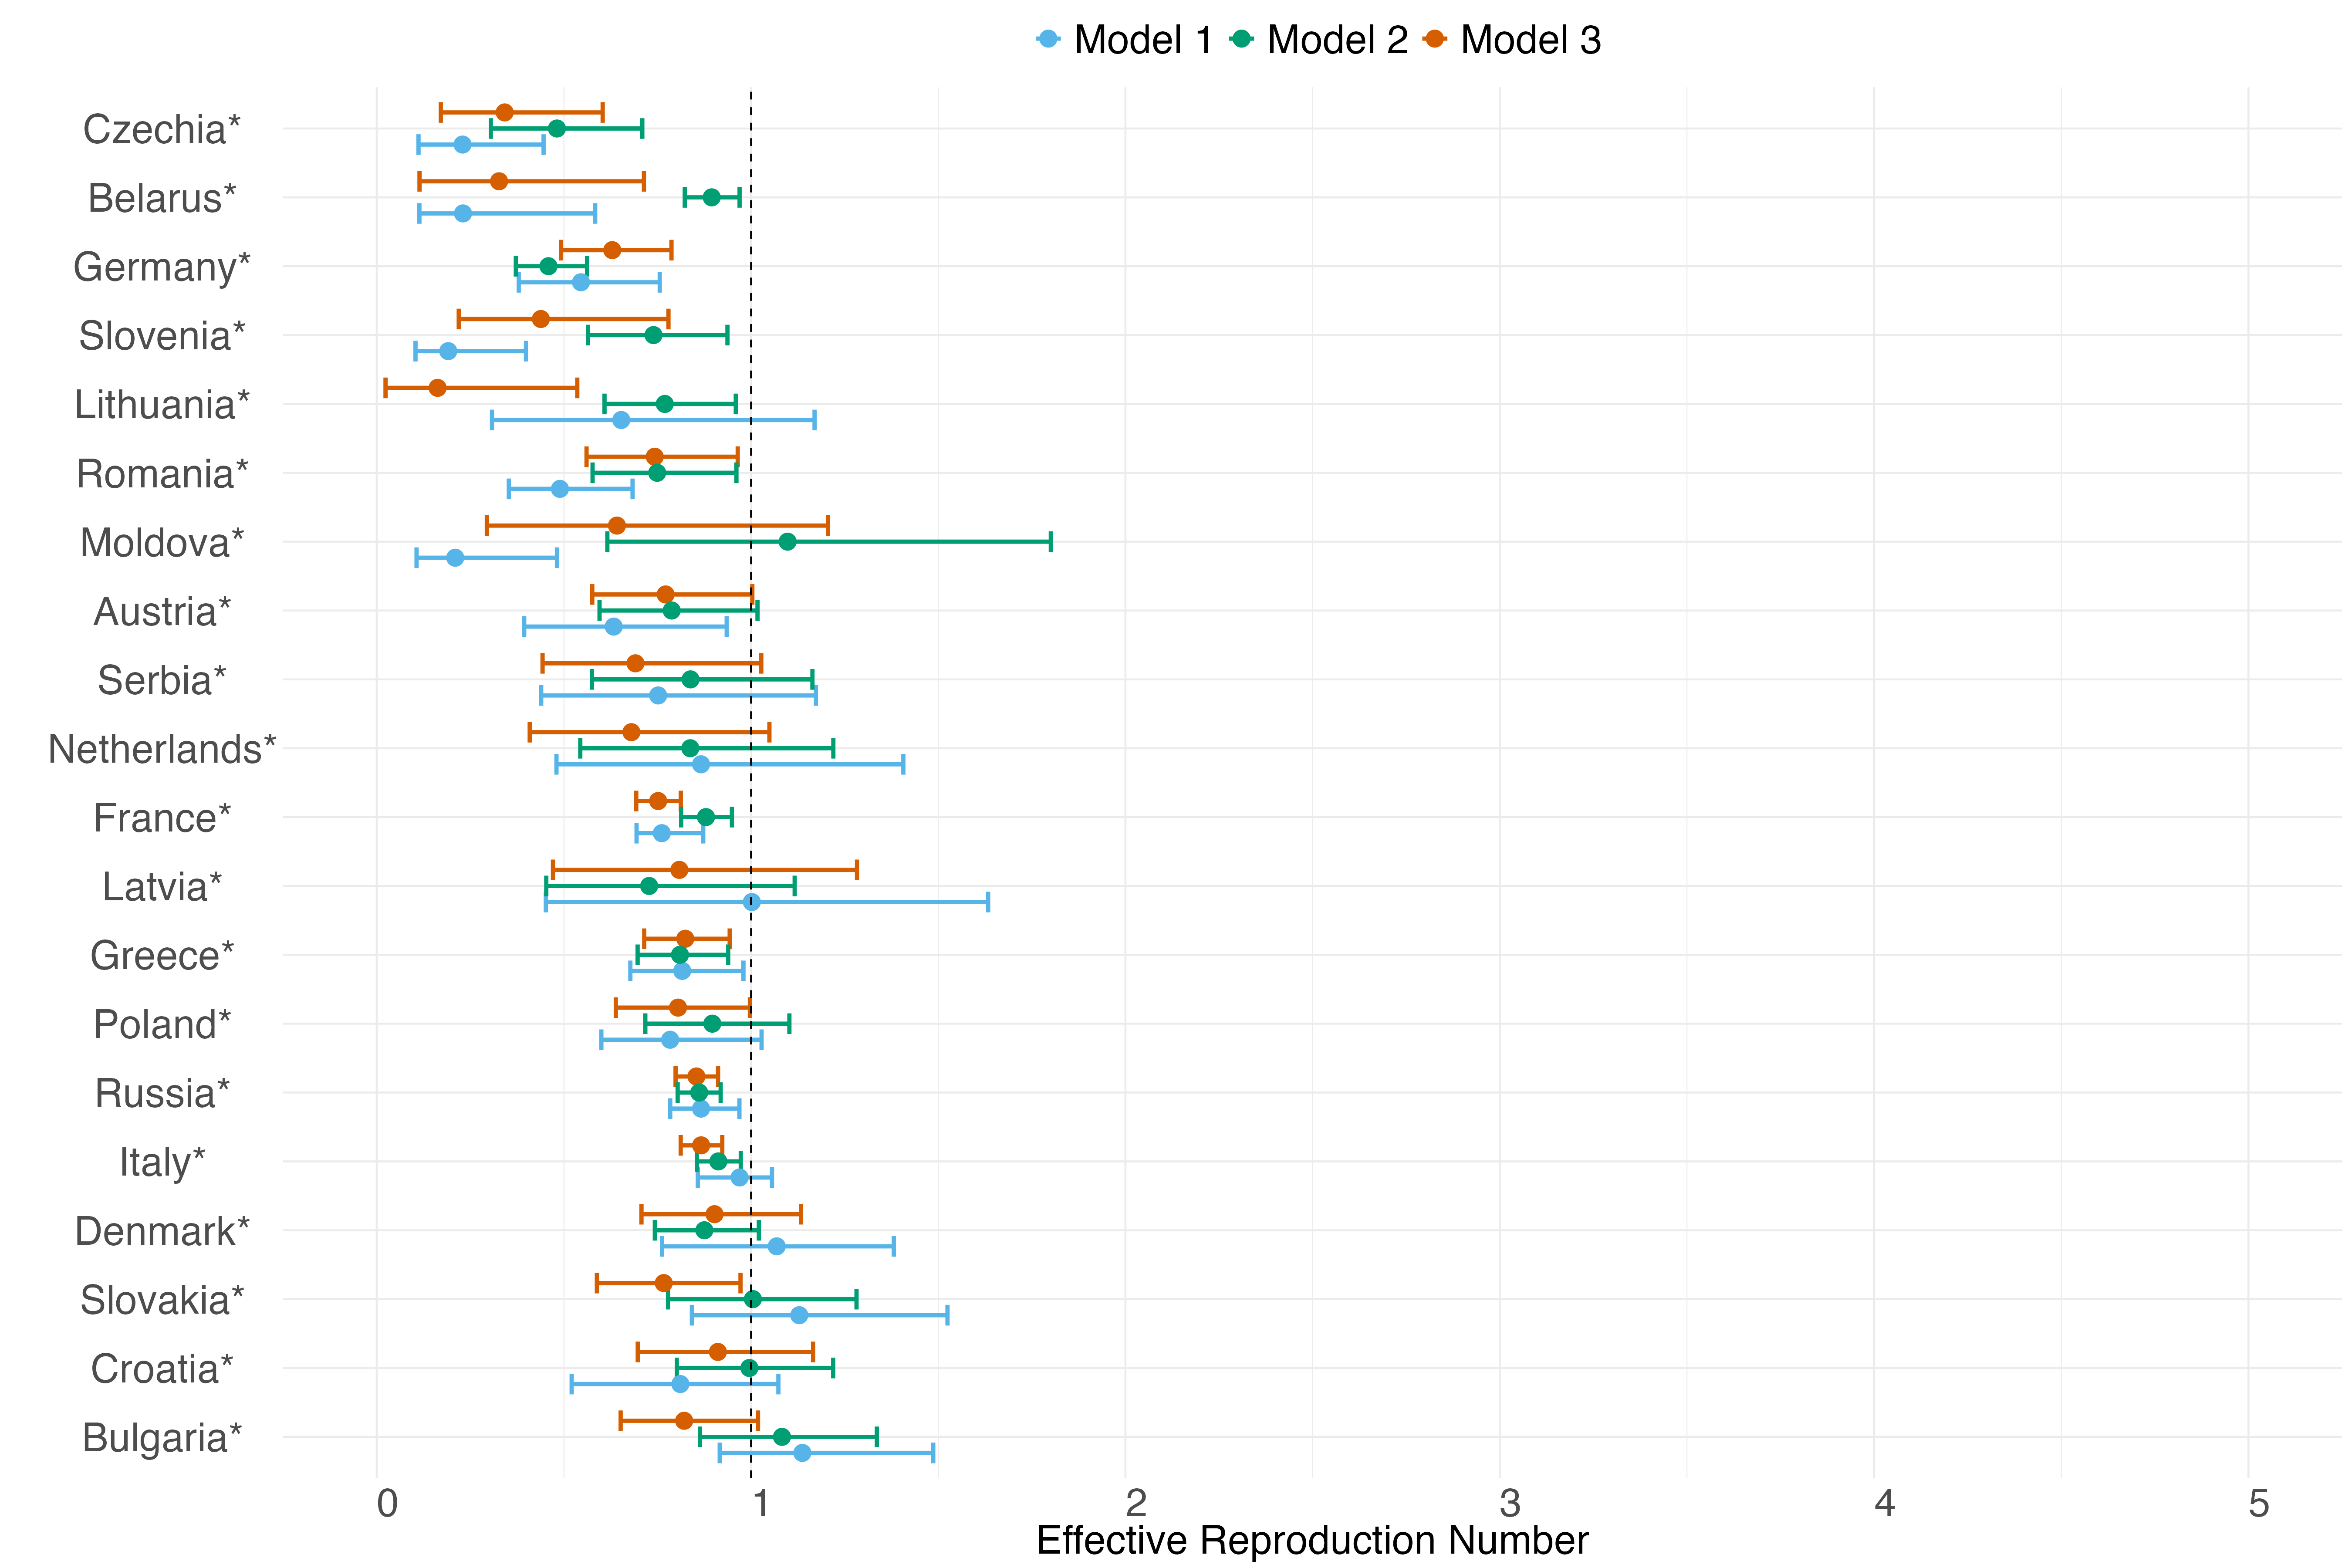 Model 1 Model 2 Model 3
Czechia*
Belarus*
Germany*
Slovenia*
Lithuania*
Romania*
Moldova*
Austria*
Serbia*
Netherlands*
France*
Latvia*
Greece*
Poland*
Russia*
Italy*
Denmark*
Slovakia*
Croatia*
Bulgaria*
0 1 2 3 4 5
Effective Reproduction Number